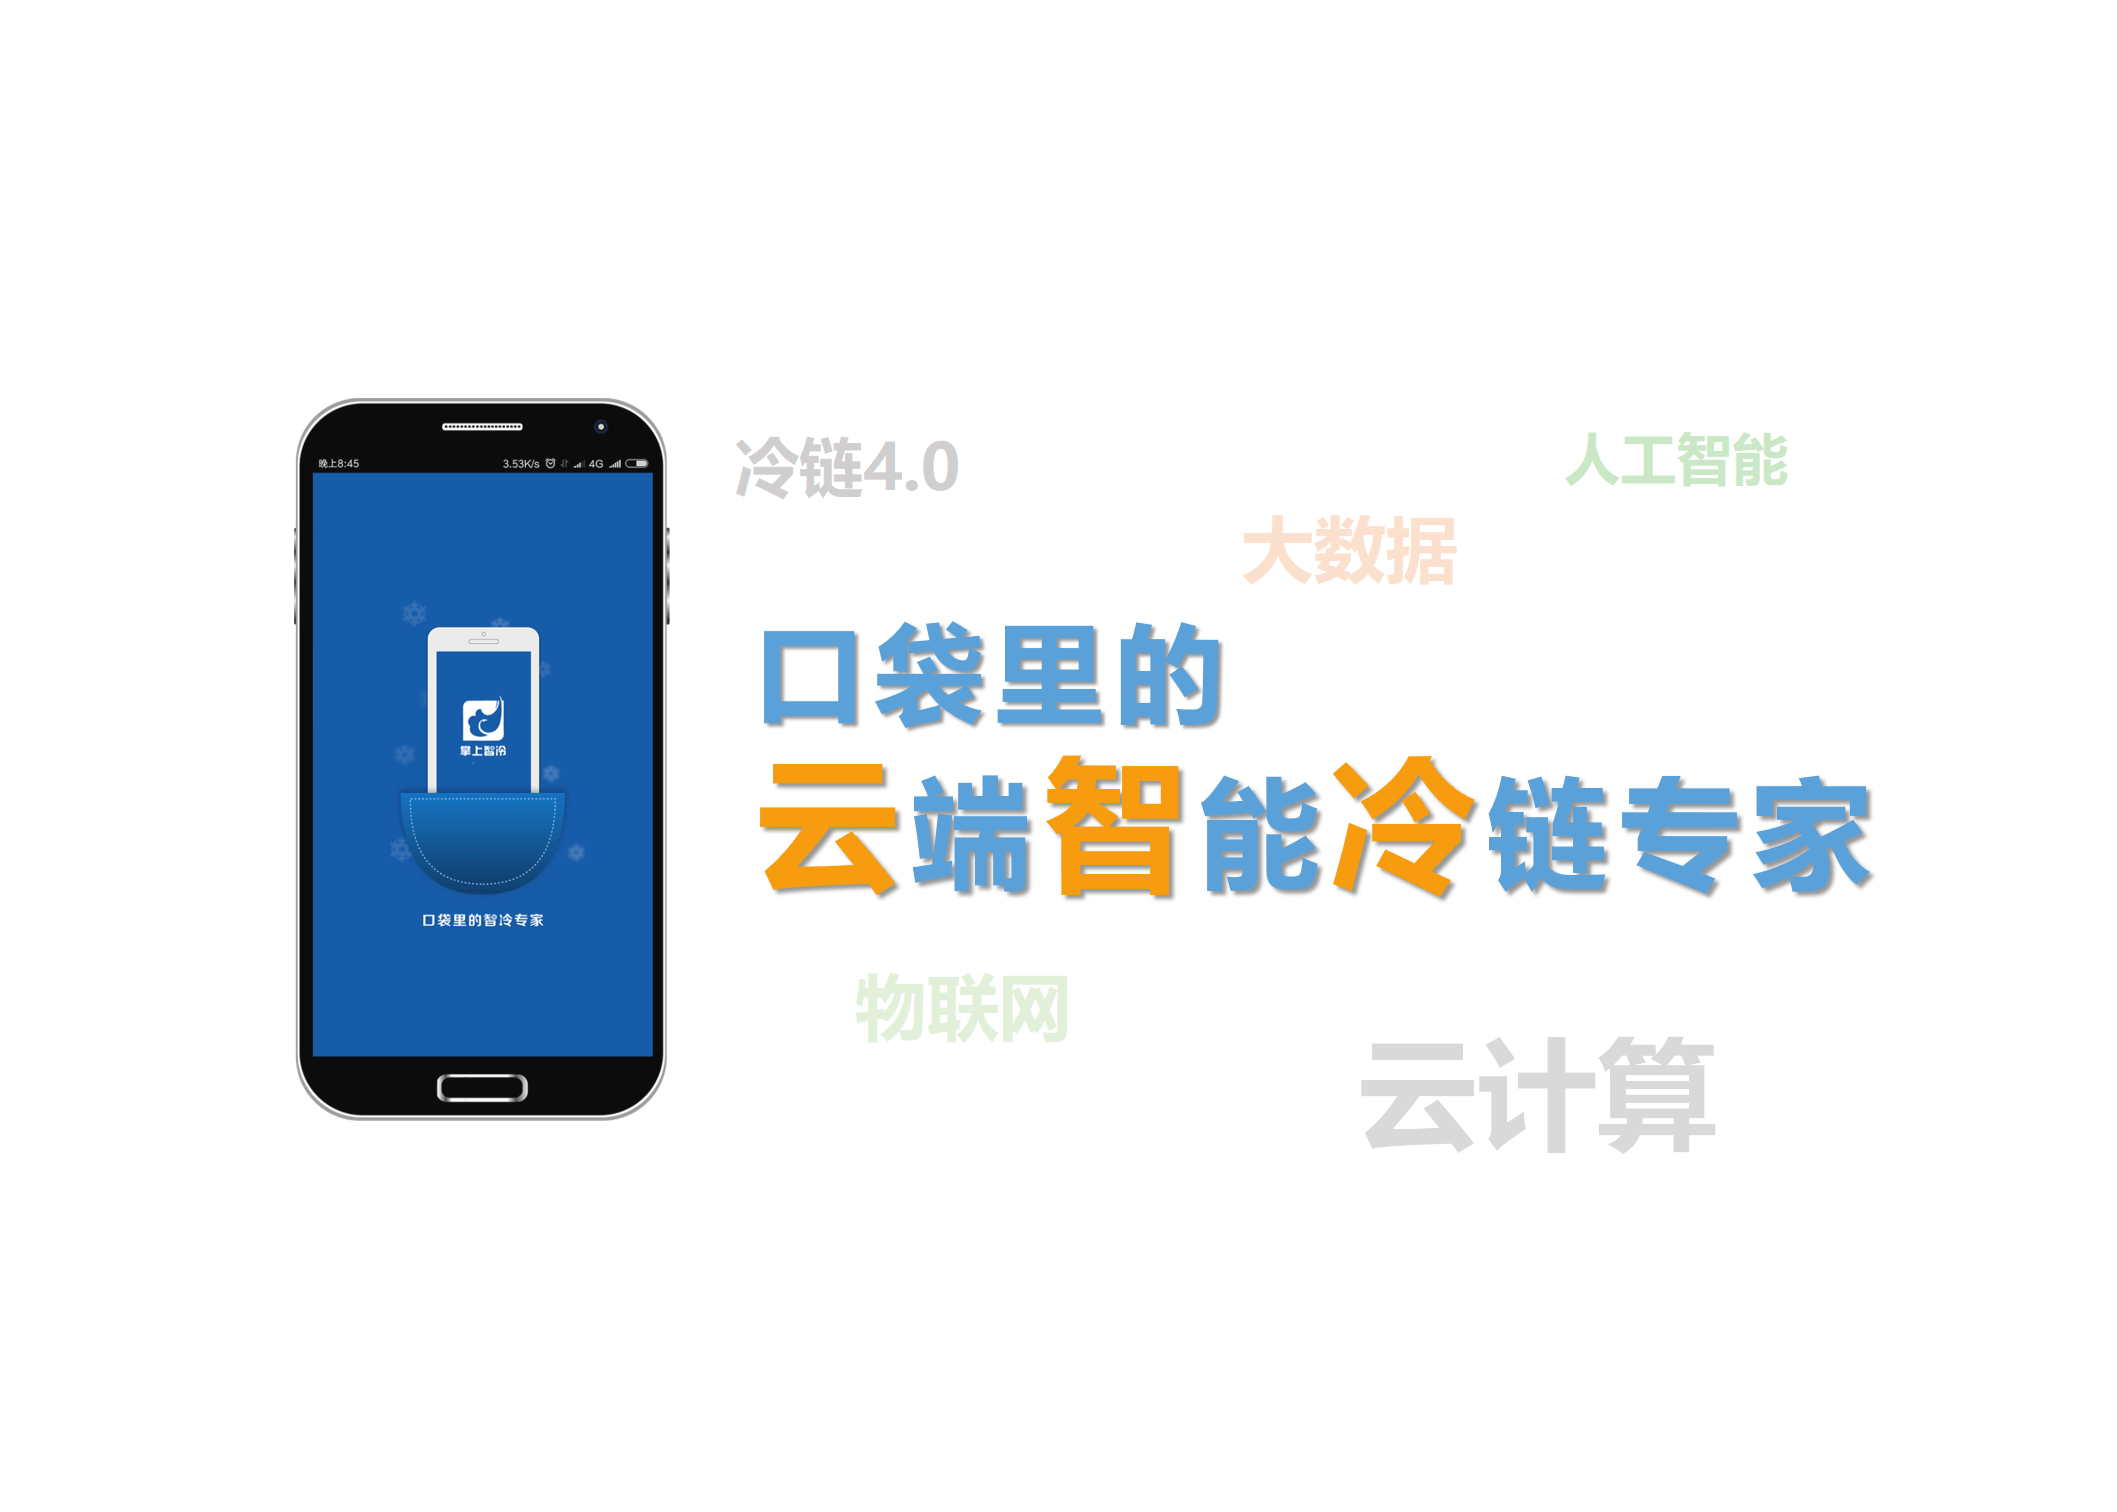 晚上8:45 3.53K/s 4G
掌上智冷
口袋里的智冷专家
冷链4.0
人工智能
大数据
口袋里的
云端智能冷链专家
物联网
云计算